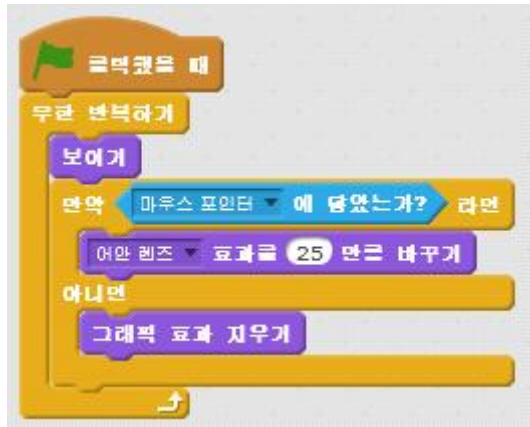 클릭했을 때
무한 반복하기
보이기
만약 마우스 포인터 에 닿았는가? 라면
어안 렌즈 효과를 25 만큼 바꾸기
아니면
그래픽 효과 지우기